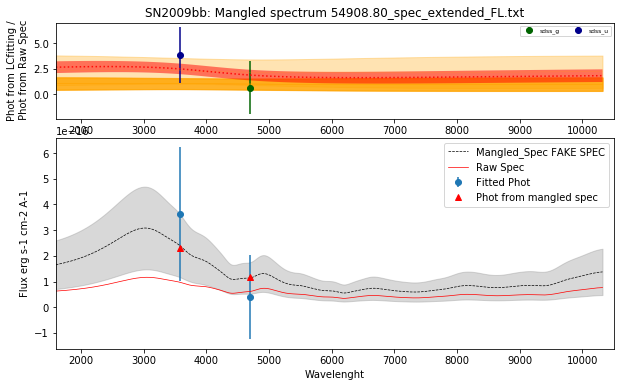 SN2009bb: Mangled spectrum 54908.80_spec_extended_FL.txt
Phot from LCfitting /
Phot from Raw Spec
5.0
2.5
0.0
sdss_g
sdss_u
2000 3000 4000 5000 6000 7000 8000 9000 10000
1e−16
Flux erg s-1 cm-2 A-1
6
5
4
3
2
1
0
−1
Mangled_Spec FAKE SPEC
Raw Spec
Fitted Phot
Phot from mangled spec
2000 3000 4000 5000 6000 7000 8000 9000 10000
Wavelenght